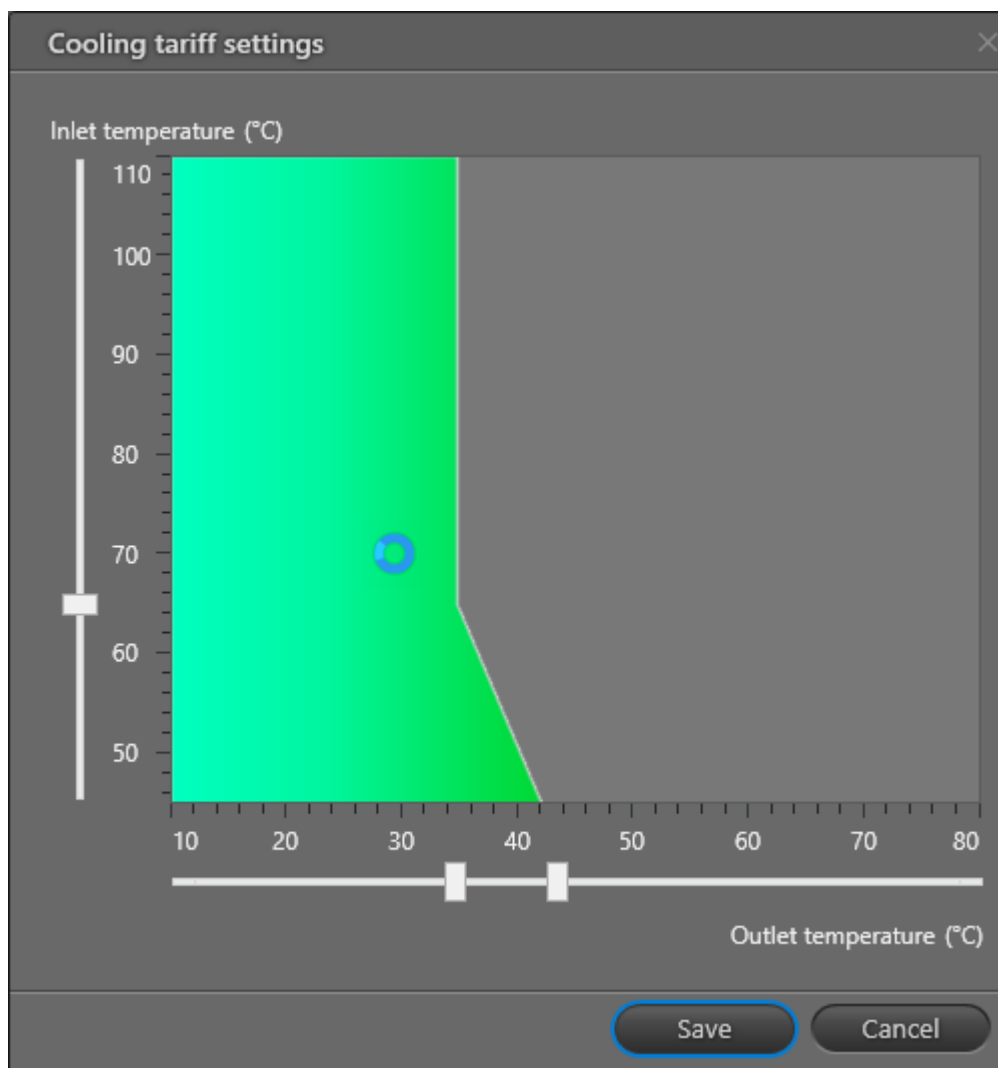 Cooling tariff settings
Inlet temperature (°C)
110
100
90
80
70
60
50
10 20 30 40 50 60 70 80
Outlet temperature (°C)
Save Cancel